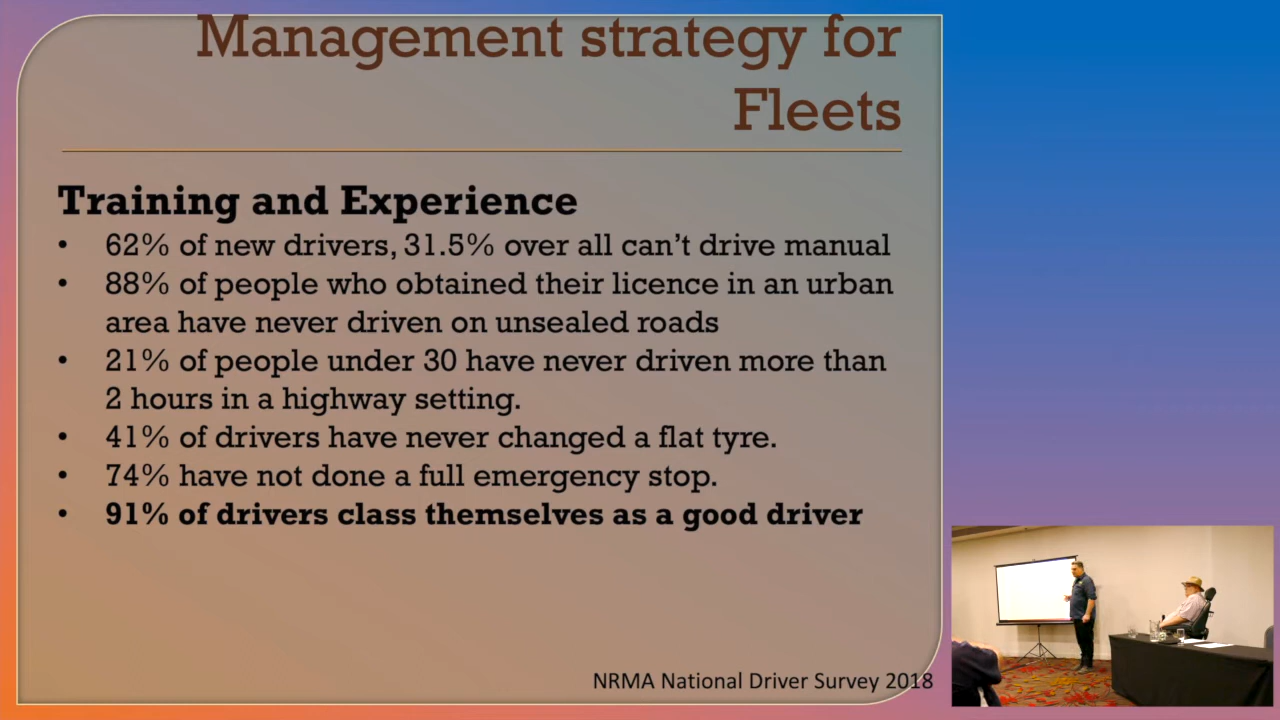 Management strategy for
Fleets
Training and Experience
• 62% of new drivers, 31.5% over all can’t drive manual
• 88% of people who obtained their licence in an urban
area have never driven on unsealed roads
• 21% of people under 30 have never driven more than
2 hours in a highway setting.
• 41% of drivers have never changed a flat tyre.
• 74% have not done a full emergency stop.
• 91% of drivers class themselves as a good driver
NRMA National Driver Survey 2018